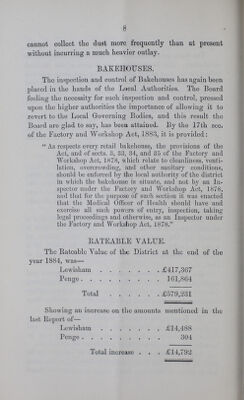 8
cannot collect the dust more frequently than at present
without incurring a much heavier outlay.
BAKEHOUSES.
The inspection and control of Bakehouses has again been
placed in the hands of the Local Authorities. The Board
feeling the necessity for such inspection and control, pressed
upon the higher authorities the importance of allowing it to
revert to the Local Governing Bodies, and this result the
Board are glad to say, has been attained. By the 17th sec.
of the Factory and Workshop Act, 1883, it is provided:
"As respects every retail bakehouse, the provisions of the
Act, and of sects. 3, 33, 34, and 35 of the Factory and
Workshop Act, 1878, which relate to cleanliness, venti-
lation, overcrowding, and other sanitary conditions,
should be enforced by the local authority of the district
in which the bakehouse is situate, and not by an In-
spector under the Factory and Workshop Act, 1878,
and that for the purpose of such section it was enacted
that the Medical Officer of Health should have and
exercise all such powers of entry, inspection, taking
legal proceedings and otherwise, as an Inspector under
the Factory and Workshop Act, 1878."
RATEABLE VALUE.
The Rateable Value of the District at the end of the
year 1884, was—
Lewisham . . . . . . . £417,367
Penge . . . . . . . . . 161,864
Total . . . . . . £579,231
Showing an increase on the amounts mentioned in the
last Report of—
Lewisham . . . . . . . £14,488
Penge . . . . . . . . . 304
Total increase . . . £14,792